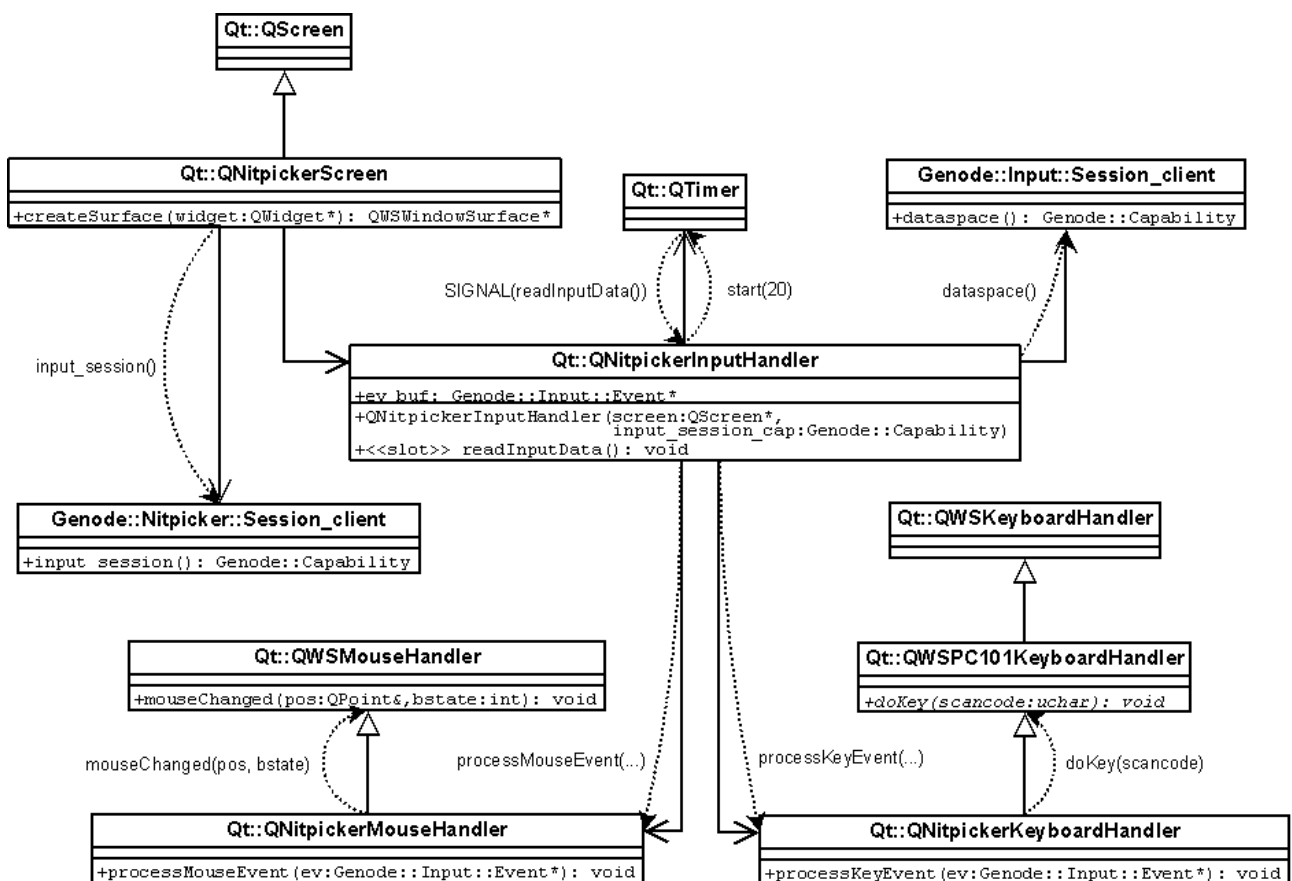 Qt::QScreen
Qt::QNitpickerScreen
+createSurface(widget:QWidget*): QWSWindowSurface*
Qt::QTimer
Genode::Input::Session_client
+dataspace(): Genode::Capability
SIGNAL(readInputData())
start(20)
dataspace()
input_session()
Qt::QNitpickerInputHandler
+ev_buf: Genode::Input::Event*
+QNitpickerInputHandler(screen:QScreen*,
input_session_cap:Genode::Capability)
+<<slot>> readInputData(): void
Genode::Nitpicker::Session_client
+input_session(): Genode::Capability
Qt::QWSKeyboardHandler
Qt::QWSMouseHandler
+mouseChanged(pos:QPoint&,bstate:int): void
Qt::QWSPC101KeyboardHandler
+doKey(scancode:uchar): void
mouseChanged(pos, bstate)
processMouseEvent(...)
processKeyEvent(...)
doKey(scancode)
Qt::QNitpickerMouseHandler
+processMouseEvent(ev:Genode::Input::Event*): void
Qt::QNitpickerKeyboardHandler
+processKeyEvent(ev:Genode::Input::Event*): void